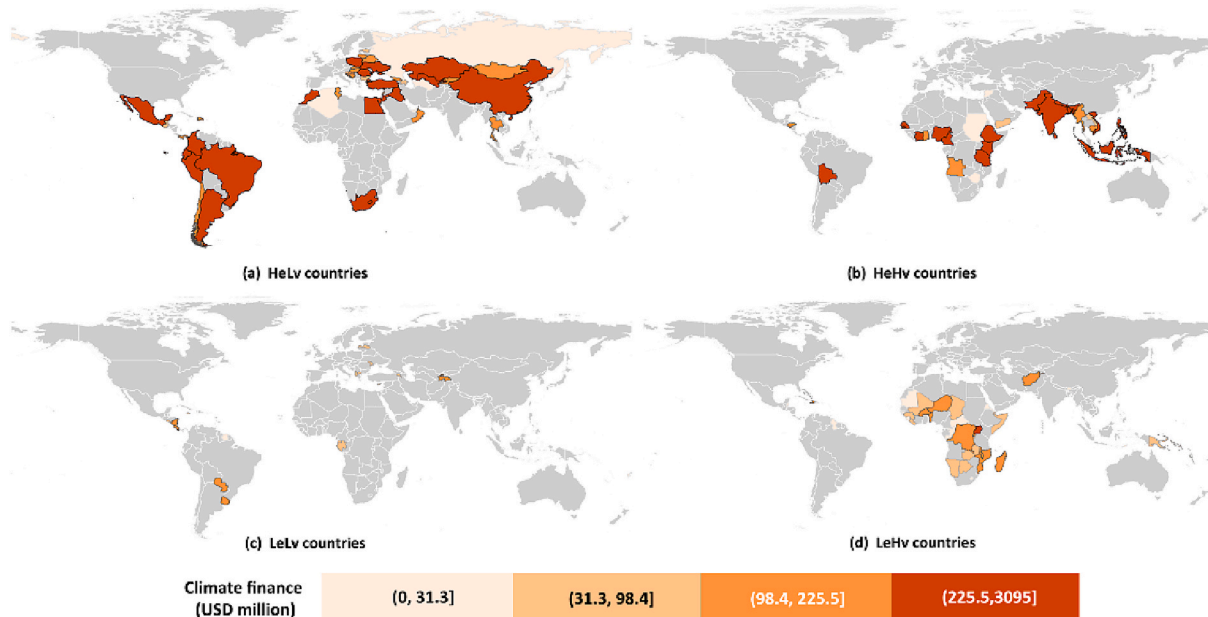 (a) HeLv countries
(b) HeHv countries
(c) LeLv countries
(d) LeHv countries
Climate finance
(USD million)
(0, 31.3]
(31.3, 98.4]
(98.4, 225.5]
(225.5,3095]